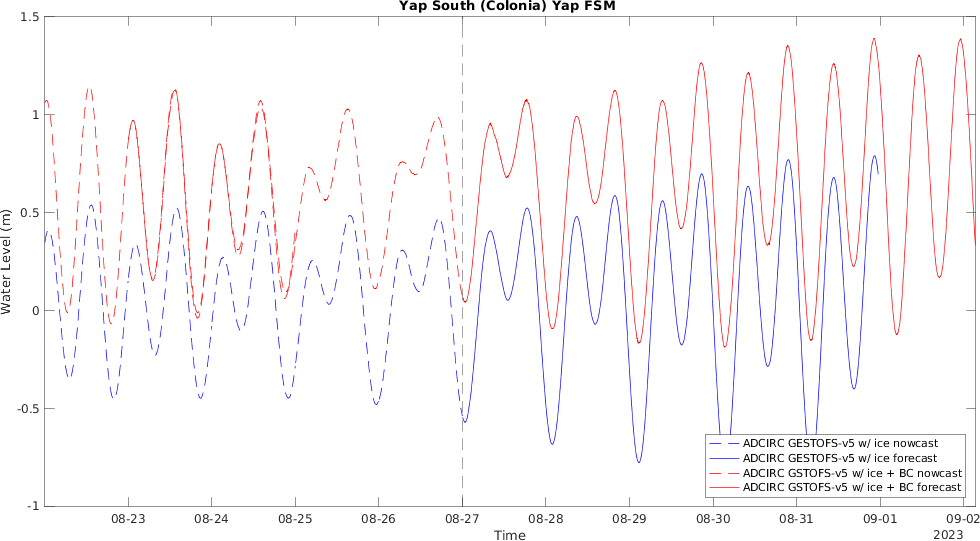 Yap South (Colonia) Yap FSM
1.5
1
0.5
0
-0.5
-1
Water Level (m)
08-23 08-24 08-25 08-26 08-27 08-28 08-29 08-30 08-31 09-01 09-02
Time
2023
ADCIRC GESTOFS-v5 w/ ice nowcast
ADCIRC GESTOFS-v5 w/ ice forecast
ADCIRC GSTOFS-v5 w/ice + BC nowcast
ADCIRC GSTOFS-v5 w/ice + BC forecast